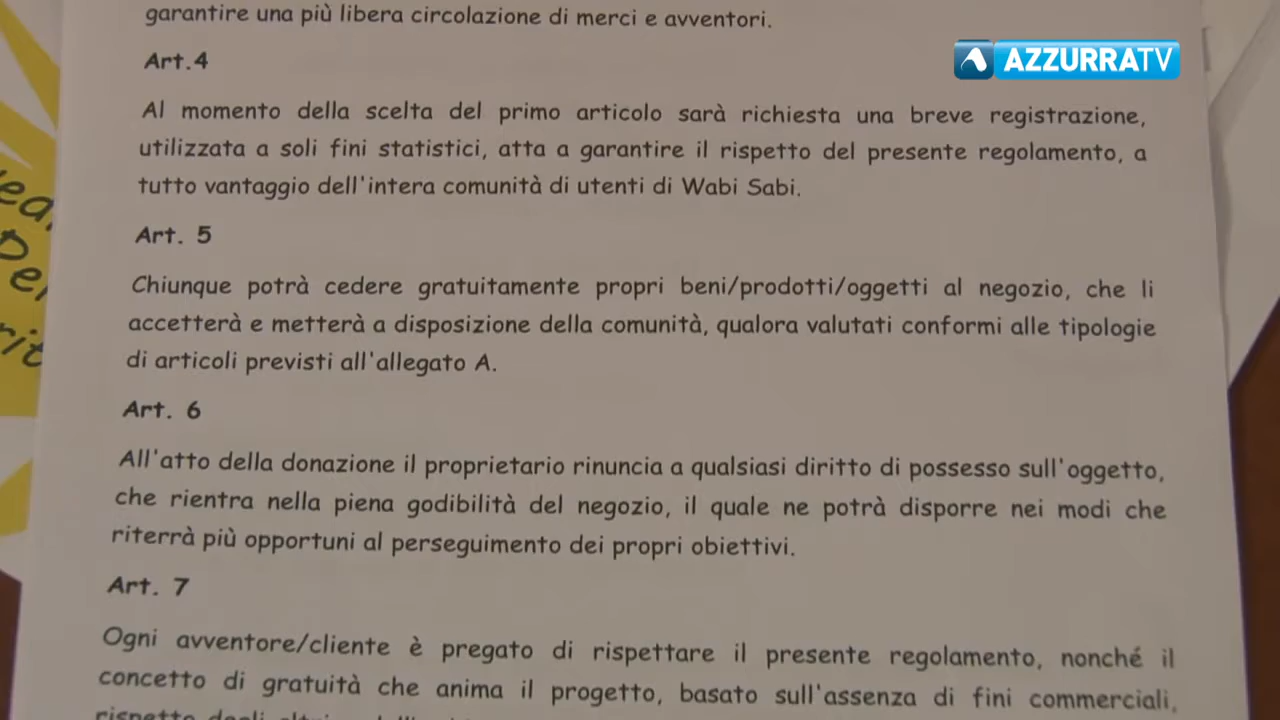 garantire una più libera circolazione di merci e avventori.
AZZURRATV
Art.4
Al momento della scelta del primo articolo sarà richiesta una breve registrazione,
utilizzata a soli fini statistici, atta a garantire il rispetto del presente regolamento, a
tutto vantaggio dell'intera comunità di utenti di Wabi Sabi.
Art. 5
Chiunque potrà cedere gratuitamente propri beni/prodotti/oggetti al negozio, che li
accetterà e metterà a disposizione della comunità, qualora valutati conformi alle tipologie
di articoli previsti all'allegato A.
Art. 6
All'atto della donazione il proprietario rinuncia a qualsiasi diritto di possesso sull'oggetto,
che rientra nella piena godibilità del negozio, il quale ne potrà disporre nei modi che
riterrà più opportuni al perseguimento dei propri obiettivi.
Art. 7
Ogni avventore/cliente è pregato di rispettare il presente regolamento, nonché il
concetto di gratuità che anima il progetto, basato sull'assenza di fini commerciali,